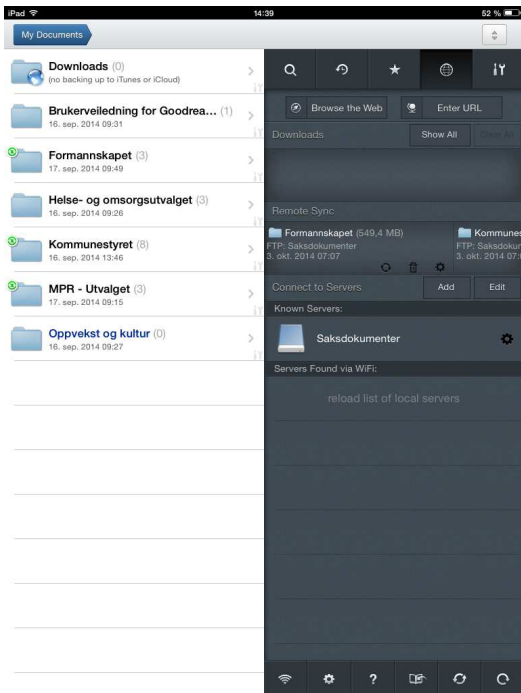 iPad 14:39 52 %
My Documents
Downloads (0)
(no backing up to iTunes or iCloud)
Brukerveiledning for Goodrea... (1)
16. sep. 2014 09:31
Formannskapet (3)
17. sep. 2014 09:49
Helse- og omsorgsutvalget (3)
16. sep. 2014 09:26
Kommunestyret (8)
16. sep. 2014 13:46
MPR - Utvalget (3)
17. sep. 2014 09:15
Oppvekst og kultur (0)
16. sep. 2014 09:27
Browse the Web Enter URL
Downloads Show All Clear All
Remote Sync
Formannskapet (549,4 MB) Kommunes
FTP: Saksdokumenter FTP: Saksdokur
3. okt. 2014 07:07 3. okt. 2014 07:
Connect to Servers Add Edit
Known Servers:
Saksdokumenter
Servers Found via WiFi:
reload list of local servers
?